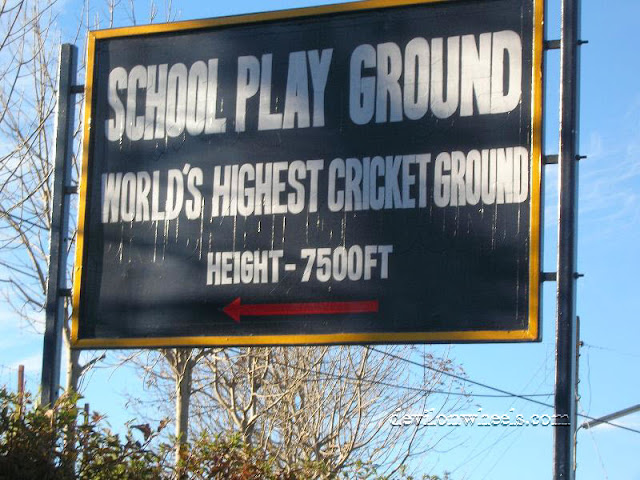 SCHOOL PLAY GROUND
WORLD'S HIGHEST CRICKET GROUND
HEIGHT - 7500FT
devilonwheels.com